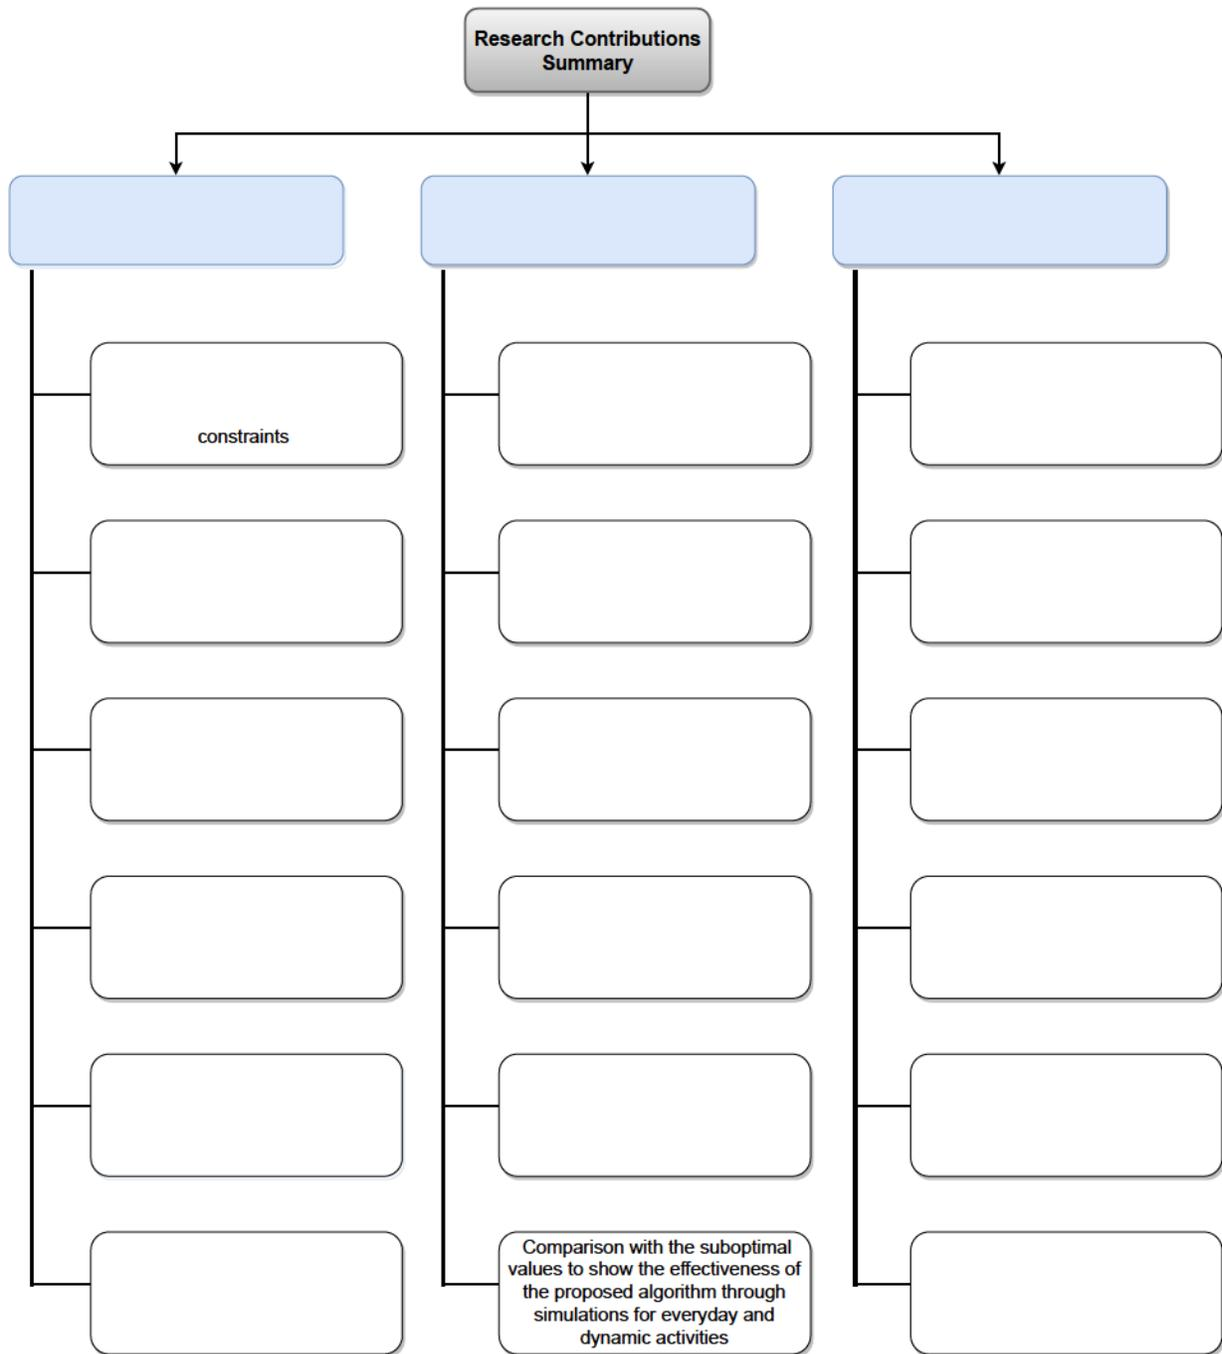 Research Contributions
Summary
constraints
Comparison with the suboptimal
values to show the effectiveness of
the proposed algorithm through
simulations for everyday and
dynamic activities